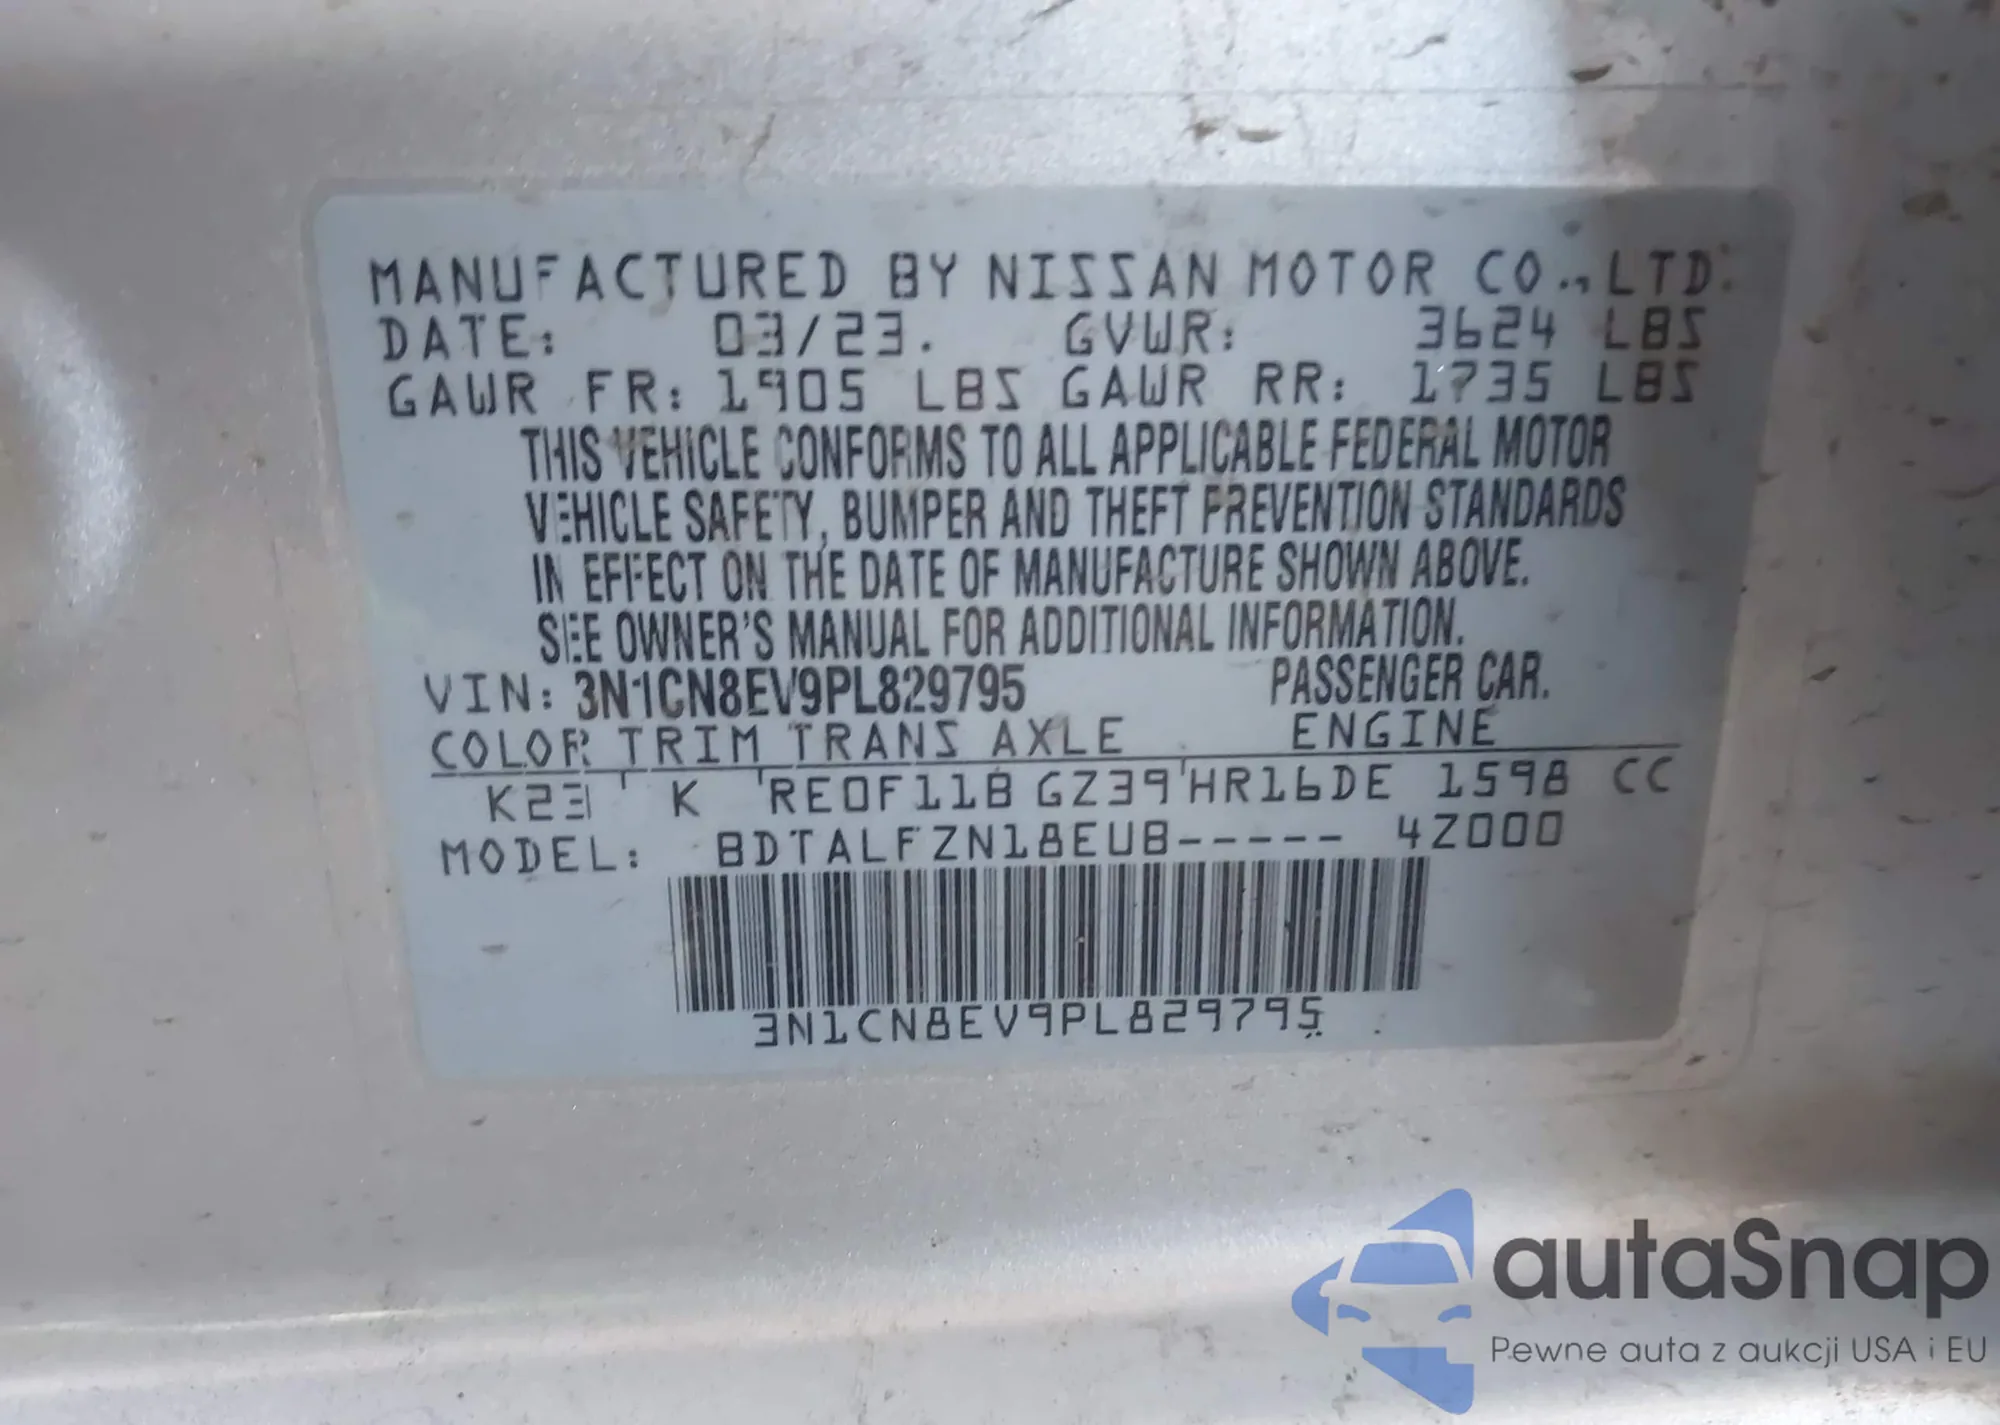 MANUFACTURED BY NISSAN MOTOR CO., LTD.
DATE: 03/23. GVWR: 3624 LBS
GAWR FR: 1905 LBS GAWR RR: 1735 LBS
THIS VEHICLE CONFORMS TO ALL APPLICABLE FEDERAL MOTOR
VEHICLE SAFETY, BUMPER AND THEFT PREVENTION STANDARDS
IN EFFECT ON THE DATE OF MANUFACTURE SHOWN ABOVE.
SEE OWNER'S MANUAL FOR ADDITIONAL INFORMATION.
VIN: 3N1CN8EV9PL829795 PASSENGER CAR.
COLOR TRIM TRANS AXLE ENGINE
K23 K RE0F11B GZ39 HR16DE 1598 CC
MODEL: BDTALFZN18EUB----- 4Z000
3N1CN8EV9PL829795
autaSnap
Pewne auta z aukcji USA i EU